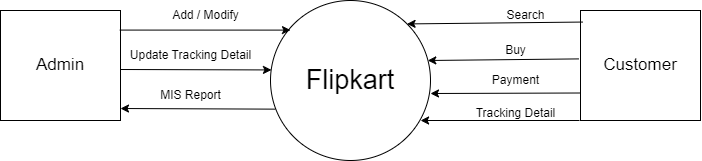 Add / Modify
Search
Update Tracking Detail
Buy
Admin
Flipkart
Customer
Payment
MIS Report
Tracking Detail